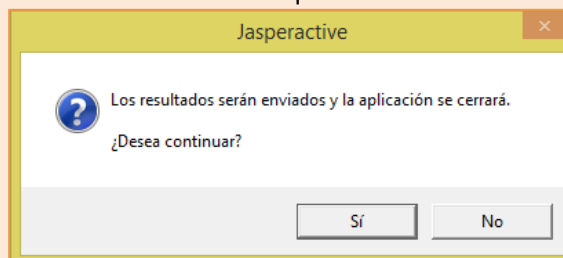 Jasperactive
Los resultados serán enviados y la aplicación se cerrará.
¿Desea continuar?
Sí
No